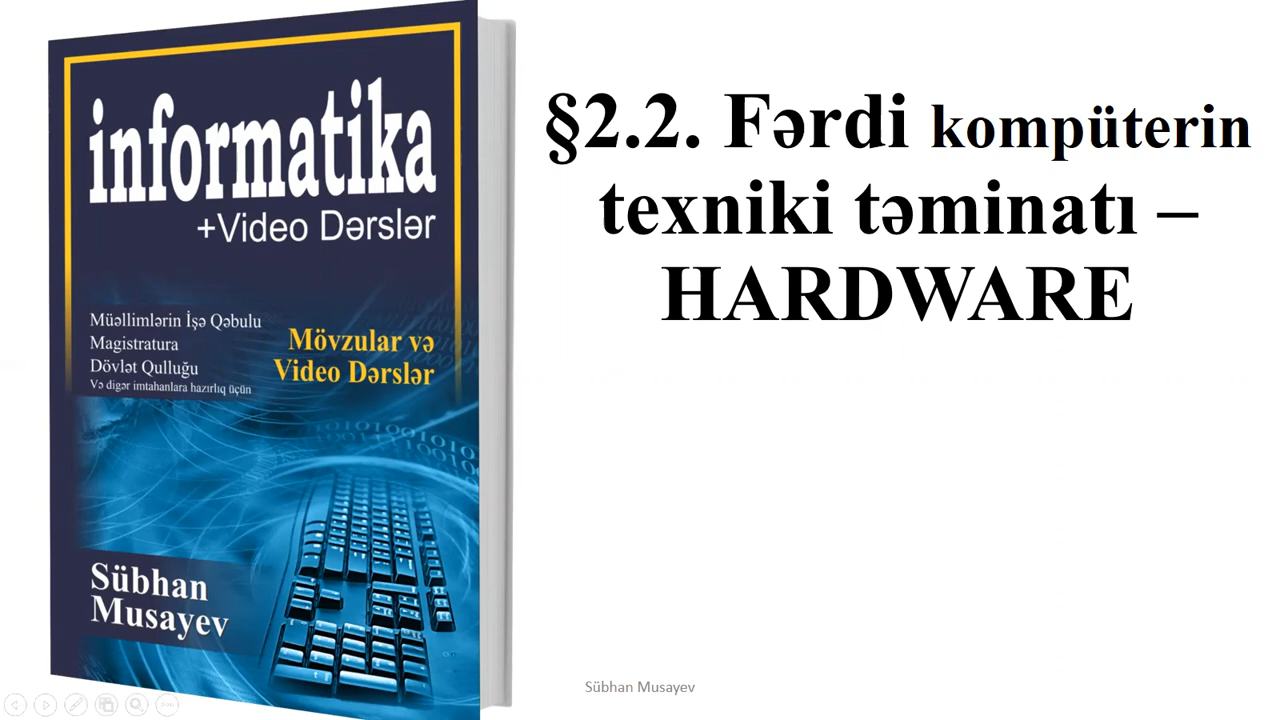 informatika
+Video Dərslər
Müəllimlərin İşə Qəbulu
Magistratura
Dövlət Qulluğu
Və digər imtahanlara hazırlıq üçün
Mövzular və
Video Dərslər
Sübhan
Musayev
§2.2. Fərdi kompüterin
texniki təminatı –
HARDWARE
Sübhan Musayev